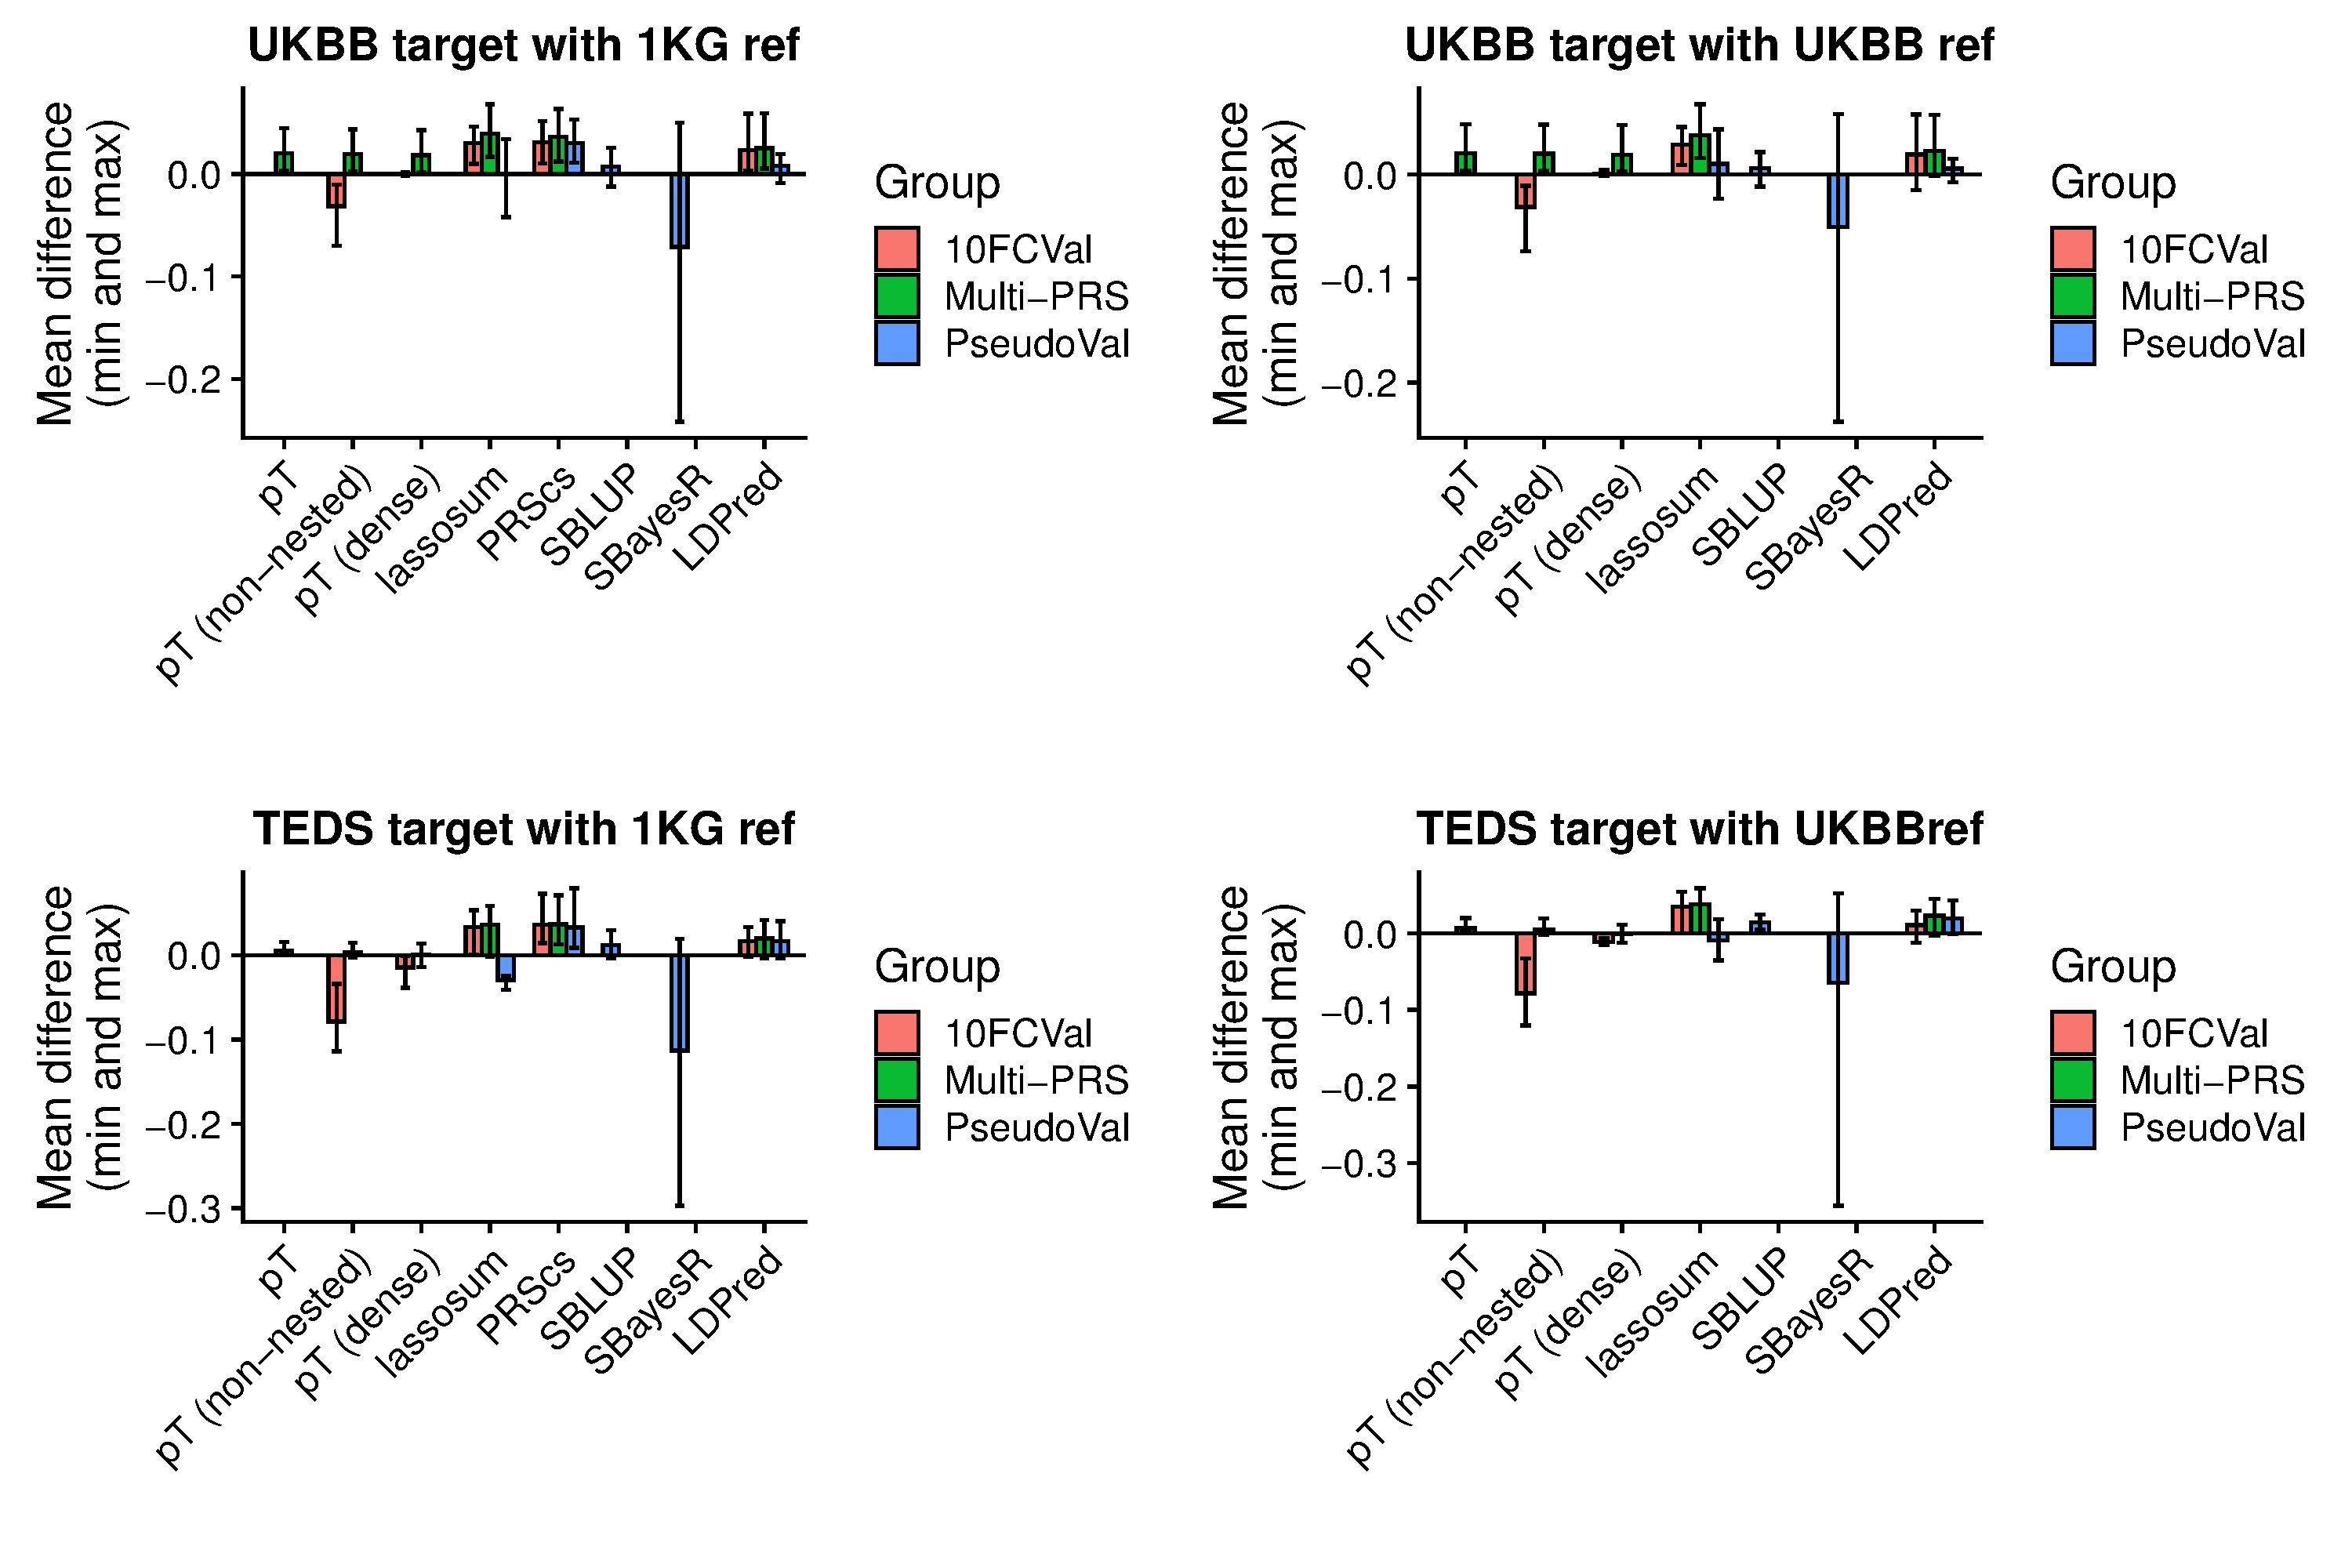 UKBB target with 1KG ref
Mean difference
(min and max)
0.0
−0.1
−0.2
pT
pT (non−nested)
pT (dense)
lassosum
PRScs
SBLUP
SBayesR
LDPred
Group
10FCVal
Multi−PRS
PseudoVal
UKBB target with UKBB ref
Mean difference
(min and max)
0.0
−0.1
−0.2
pT
pT (non−nested)
pT (dense)
lassosum
SBLUP
SBayesR
LDPred
Group
10FCVal
Multi−PRS
PseudoVal
TEDS target with 1KG ref
Mean difference
(min and max)
0.0
−0.1
−0.2
−0.3
pT
pT (non−nested)
pT (dense)
lassosum
PRScs
SBLUP
SBayesR
LDPred
Group
10FCVal
Multi−PRS
PseudoVal
TEDS target with UKBBref
Mean difference
(min and max)
0.0
−0.1
−0.2
−0.3
pT
pT (non−nested)
pT (dense)
lassosum
SBLUP
SBayesR
LDPred
Group
10FCVal
Multi−PRS
PseudoVal